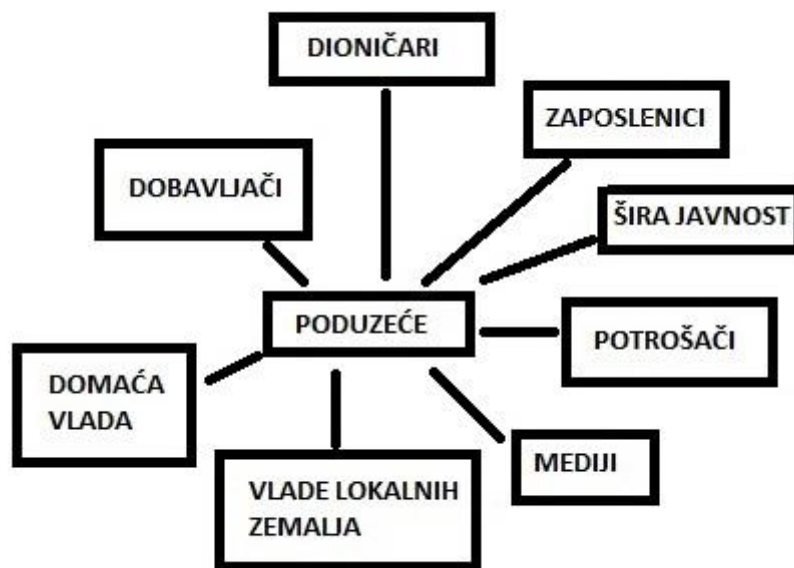 DIONIČARI
ZAPOSLENICI
DOBAVLJAČI
ŠIRA JAVNOST
PODUZEĆE
POTROŠAČI
DOMAĆA
VLADA
MEDIJI
VLADE LOKALNIH
ZEMALJA